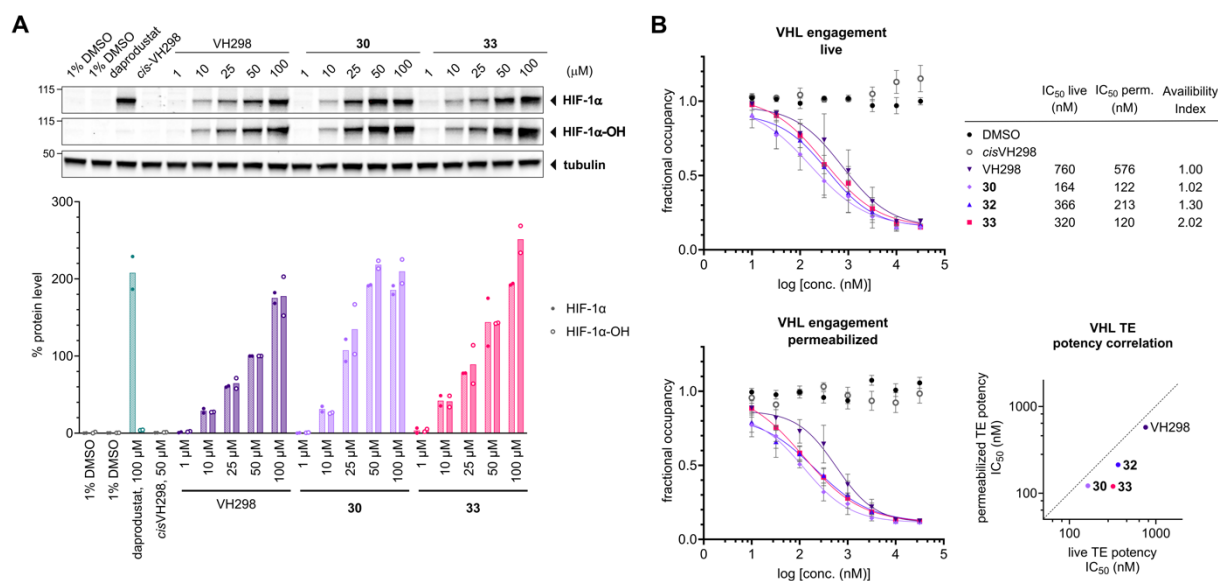 A
1% DMSO
1% DMSO
daprodustat
cis-VH298
VH298
30
33
1 10 25 50 100 1 10 25 50 100 1 10 25 50 100 (μM)
115
HIF-1α
115
HIF-1α-OH
50
tubulin
% protein level
300
200
100
0
HIF-1α
HIF-1α-OH
1% DMSO
1% DMSO
daprodustat, 100 μM
cisVH298, 50 μM
1 μM
10 μM
25 μM
50 μM
100 μM
1 μM
10 μM
25 μM
50 μM
100 μM
1 μM
10 μM
25 μM
50 μM
100 μM
VH298
30
33
B
VHL engagement
live
fractional occupancy
1.0
0.5
0.0
0 1 2 3 4 5
log [conc. (nM)]
IC50 live (nM) IC50 perm. (nM) Availibility Index
DMSO
cisVH298
VH298 760 576 1.00
30 164 122 1.02
32 366 213 1.30
33 320 120 2.02
VHL engagement
permeabilized
fractional occupancy
1.0
0.5
0.0
0 1 2 3 4 5
log [conc. (nM)]
VHL TE
potency correlation
permeabilized TE potency
IC50 (nM)
1000
100
VH298
32
30 33
100 1000
live TE potency
IC50 (nM)